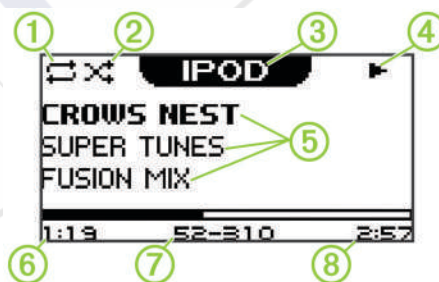 ① ② ③ ④
IPOD
CROWS NEST
SUPER TUNES ⑤
FUSION MIX
1:19 52-310 2:57
⑥ ⑦ ⑧